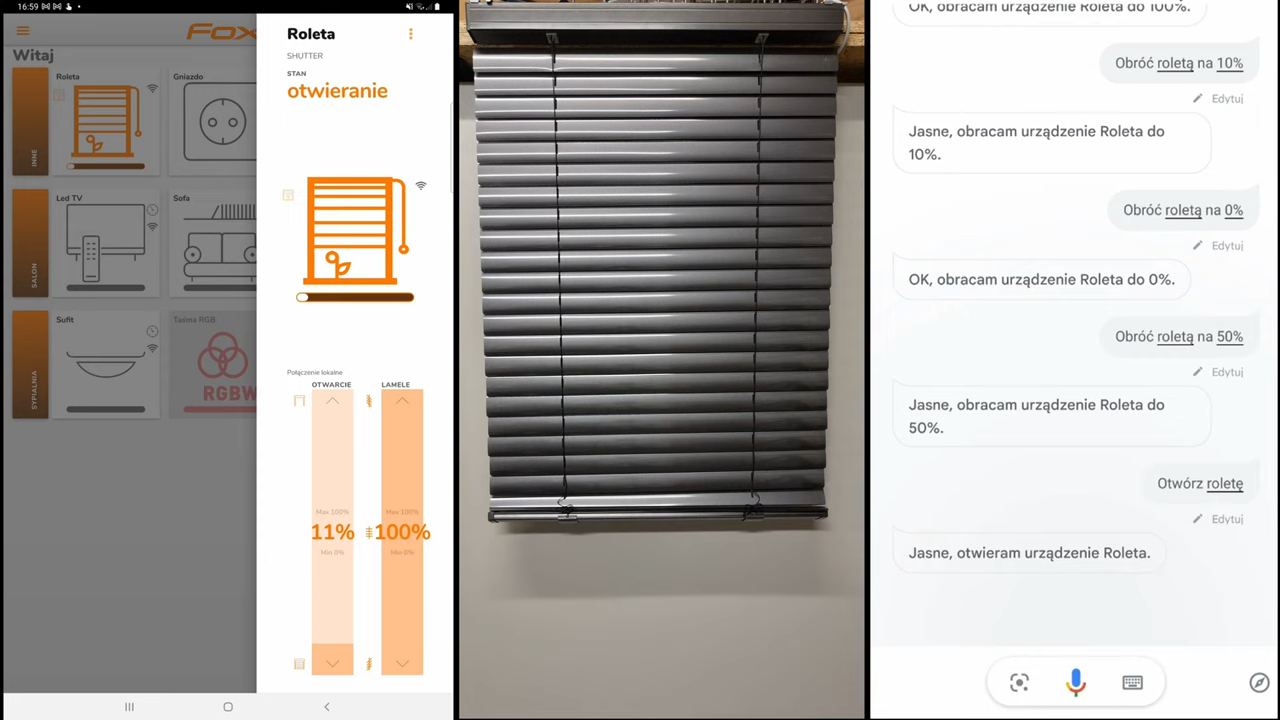 16:59
FOX
Witaj
Roleta
Gniazdo
INNE
Led TV
Sofa
SALON
Sufit
Taśma RGB
RGBW
SYPIALNIA
Roleta
SHUTTER
STAN
otwieranie
Połączenie lokalne
OTWARCIE
LAMELE
Max 100%
Max 100%
11%
100%
Min 0%
Min 0%
OK, obracam urządzenie Roleta do 100%.
Obróć roletą na 10%
Edytuj
Jasne, obracam urządzenie Roleta do
10%.
Obróć roletą na 0%
Edytuj
OK, obracam urządzenie Roleta do 0%.
Obróć roletą na 50%
Edytuj
Jasne, obracam urządzenie Roleta do
50%.
Otwórz roletę
Edytuj
Jasne, otwieram urządzenie Roleta.